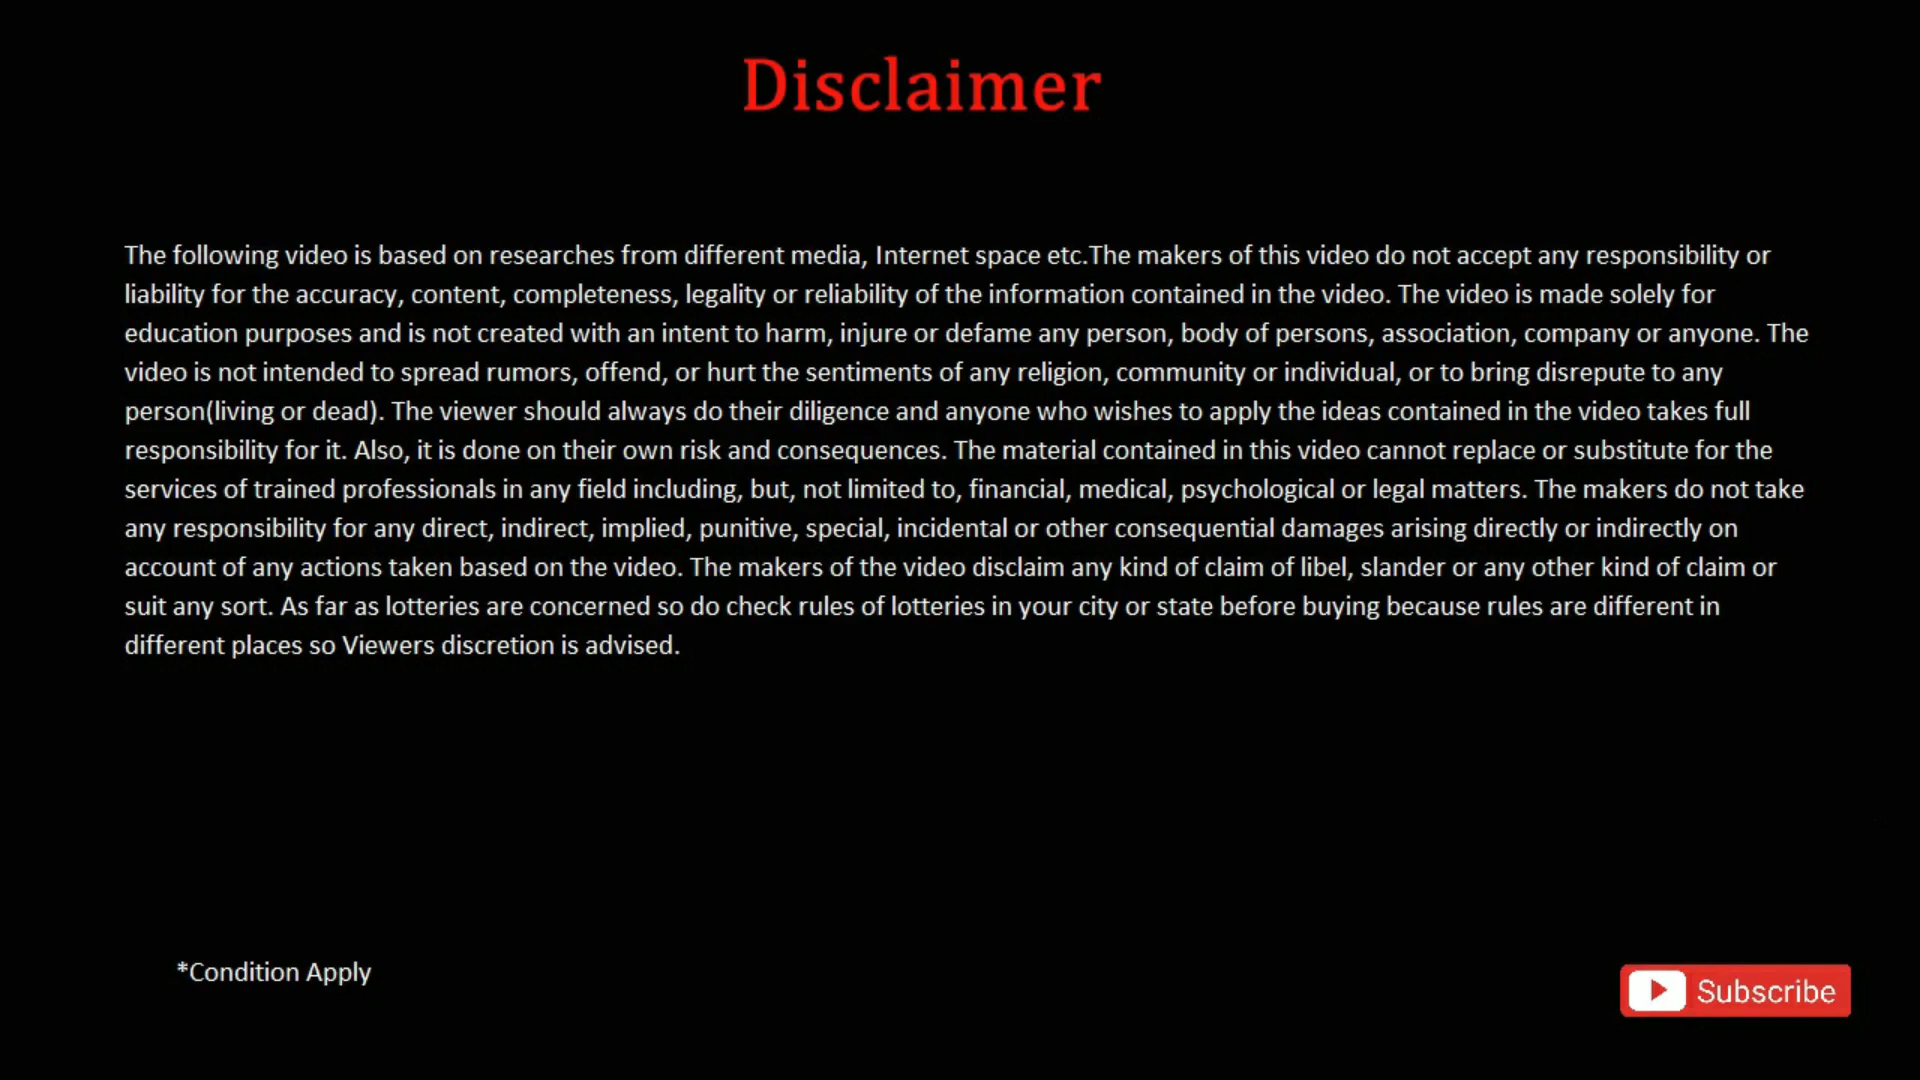 Disclaimer
The following video is based on researches from different media, Internet space etc.The makers of this video do not accept any responsibility or
liability for the accuracy, content, completeness, legality or reliability of the information contained in the video. The video is made solely for
education purposes and is not created with an intent to harm, injure or defame any person, body of persons, association, company or anyone. The
video is not intended to spread rumors, offend, or hurt the sentiments of any religion, community or individual, or to bring disrepute to any
person(living or dead). The viewer should always do their diligence and anyone who wishes to apply the ideas contained in the video takes full
responsibility for it. Also, it is done on their own risk and consequences. The material contained in this video cannot replace or substitute for the
services of trained professionals in any field including, but, not limited to, financial, medical, psychological or legal matters. The makers do not take
any responsibility for any direct, indirect, implied, punitive, special, incidental or other consequential damages arising directly or indirectly on
account of any actions taken based on the video. The makers of the video disclaim any kind of claim of libel, slander or any other kind of claim or
suit any sort. As far as lotteries are concerned so do check rules of lotteries in your city or state before buying because rules are different in
different places so Viewers discretion is advised.
*Condition Apply
Subscribe